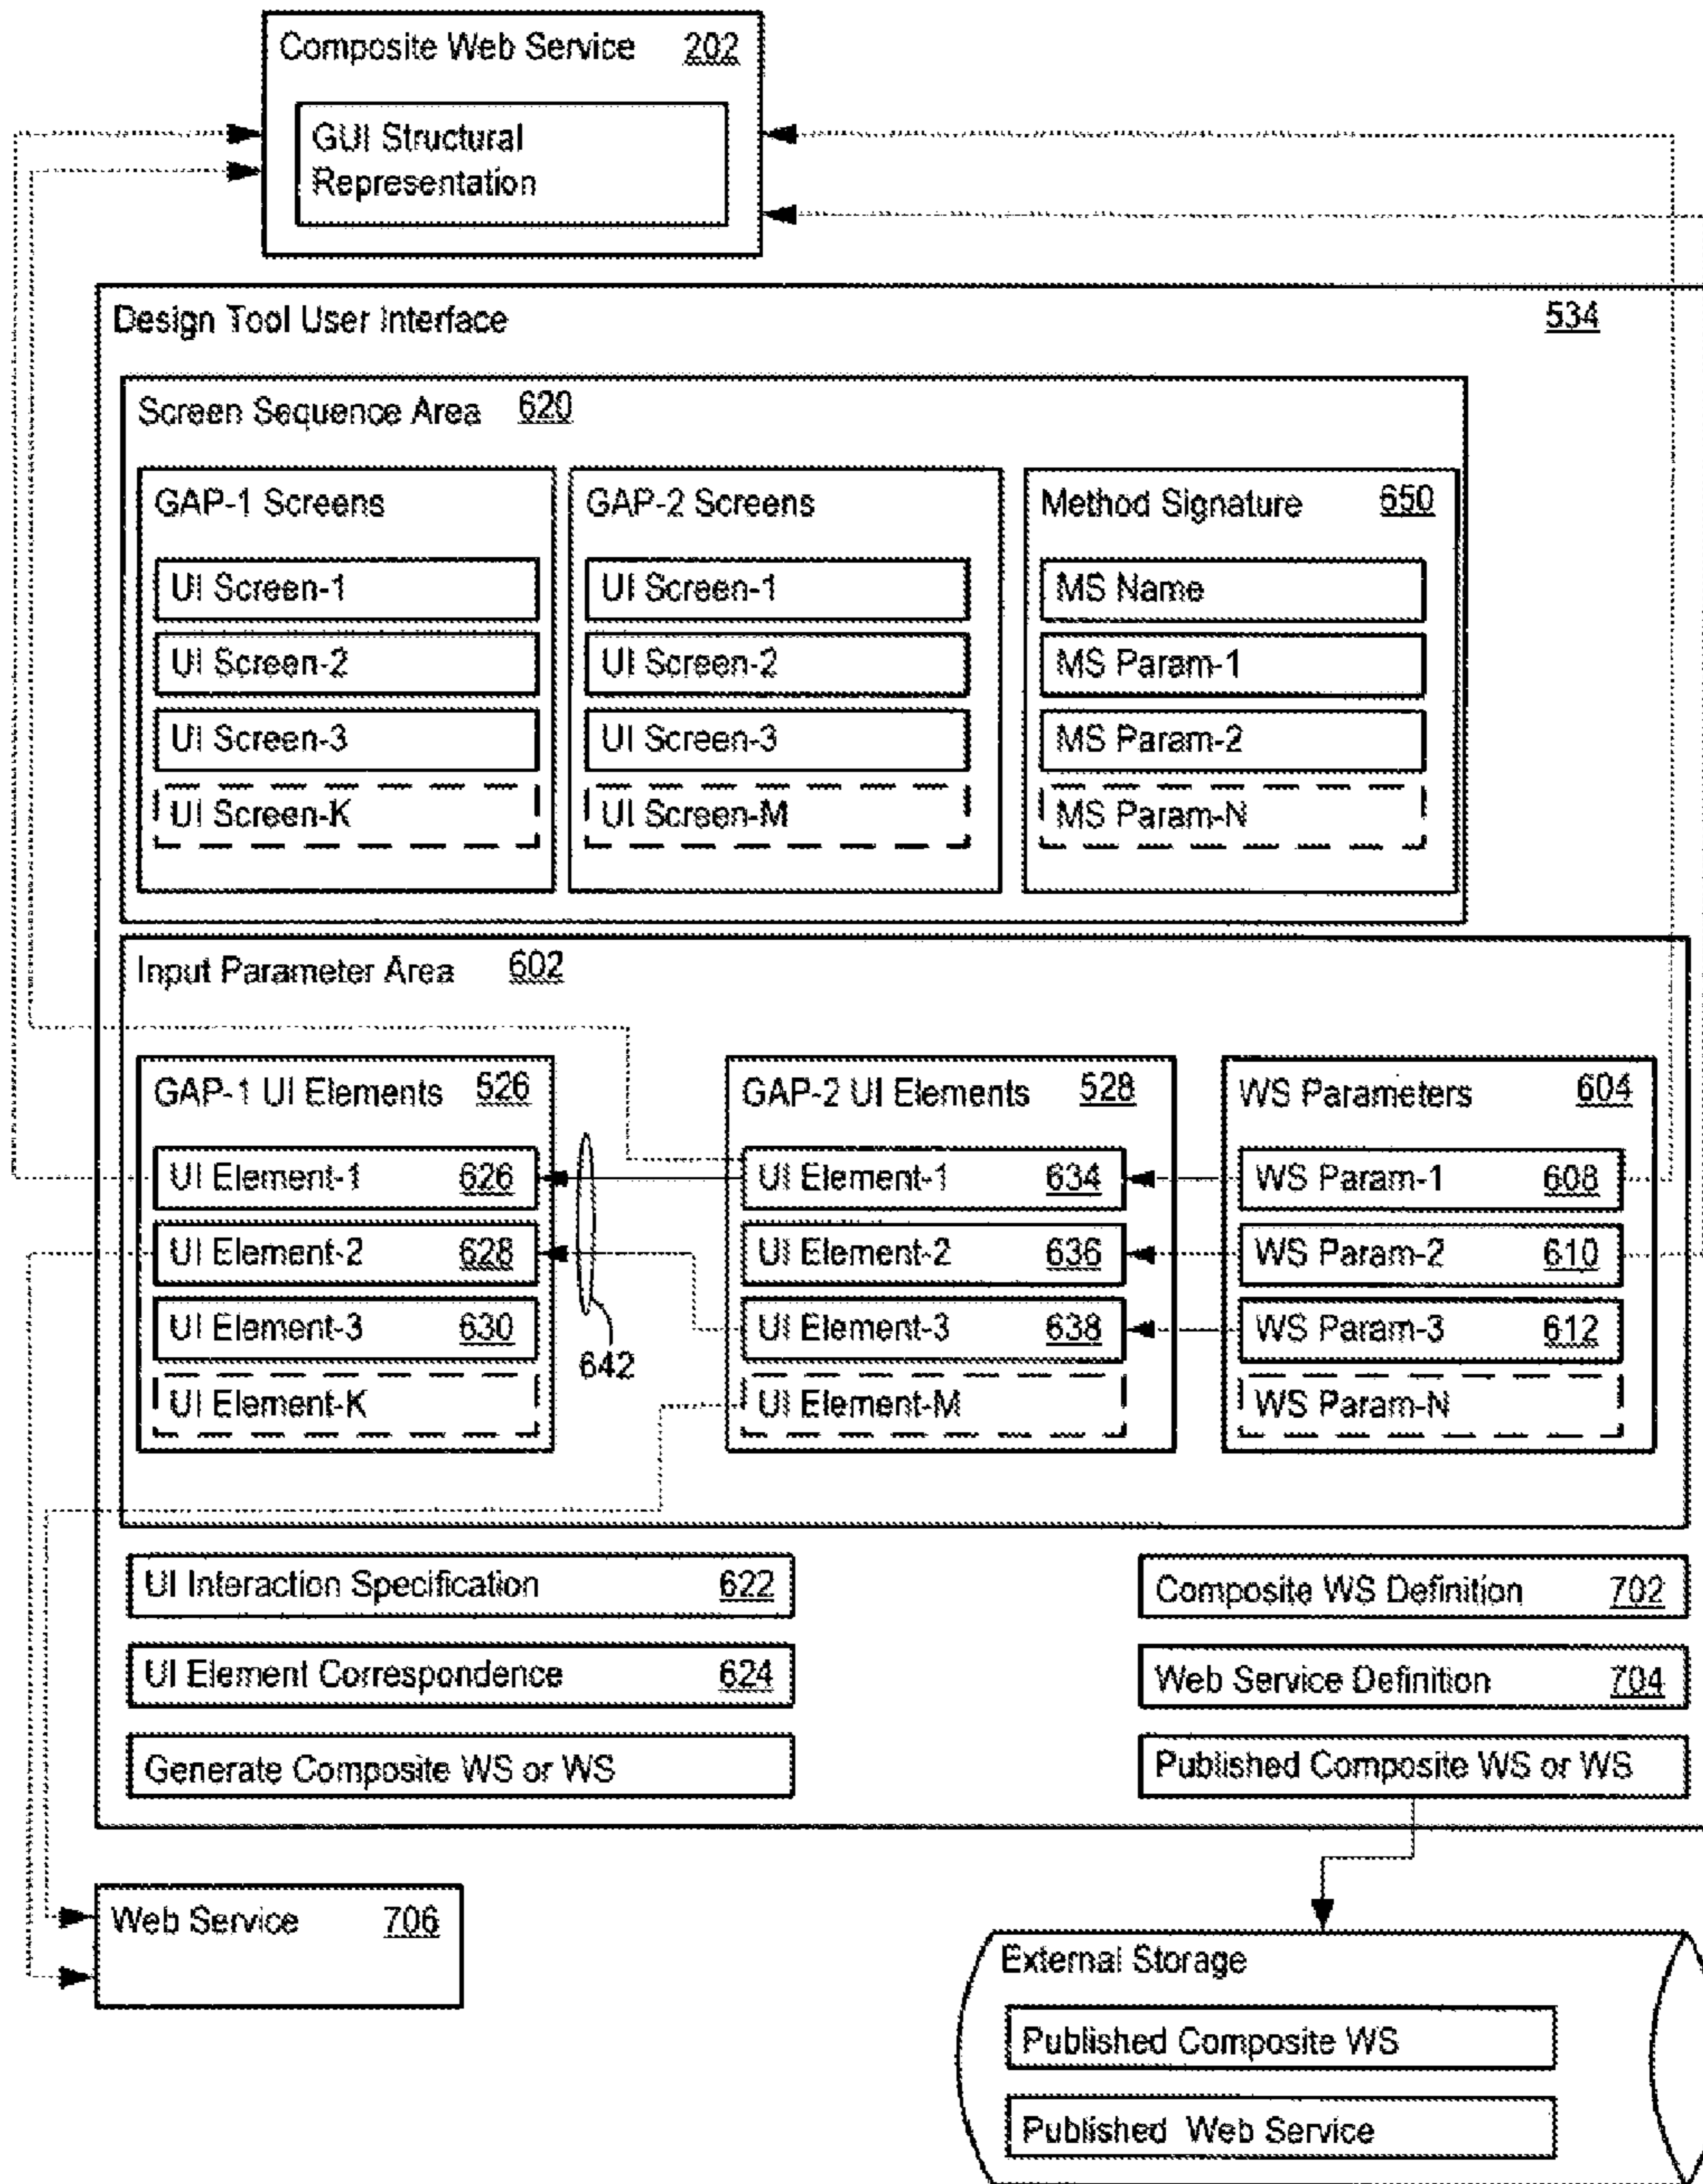 Composite Web Service 202
GUI Structural
Representation
Design Tool User Interface 534
Screen Sequence Area 620
GAP-1 Screens
UI Screen-1
UI Screen-2
UI Screen-3
UI Screen-K
GAP-2 Screens
UI Screen-1
UI Screen-2
UI Screen-3
UI Screen-M
Method Signature 650
MS Name
MS Param-1
MS Param-2
MS Param-N
Input Parameter Area 602
GAP-1 UI Elements 526
UI Element-1 626
UI Element-2 628
UI Element-3 630
UI Element-K
642
GAP-2 UI Elements 528
UI Element-1 634
UI Element-2 636
UI Element-3 638
UI Element-M
WS Parameters 604
WS Param-1 608
WS Param-2 610
WS Param-3 612
WS Param-N
UI Interaction Specification 622
UI Element Correspondence 624
Generate Composite WS or WS
Composite WS Definition 702
Web Service Definition 704
Published Composite WS or WS
Web Service 706
External Storage
Published Composite WS
Published Web Service